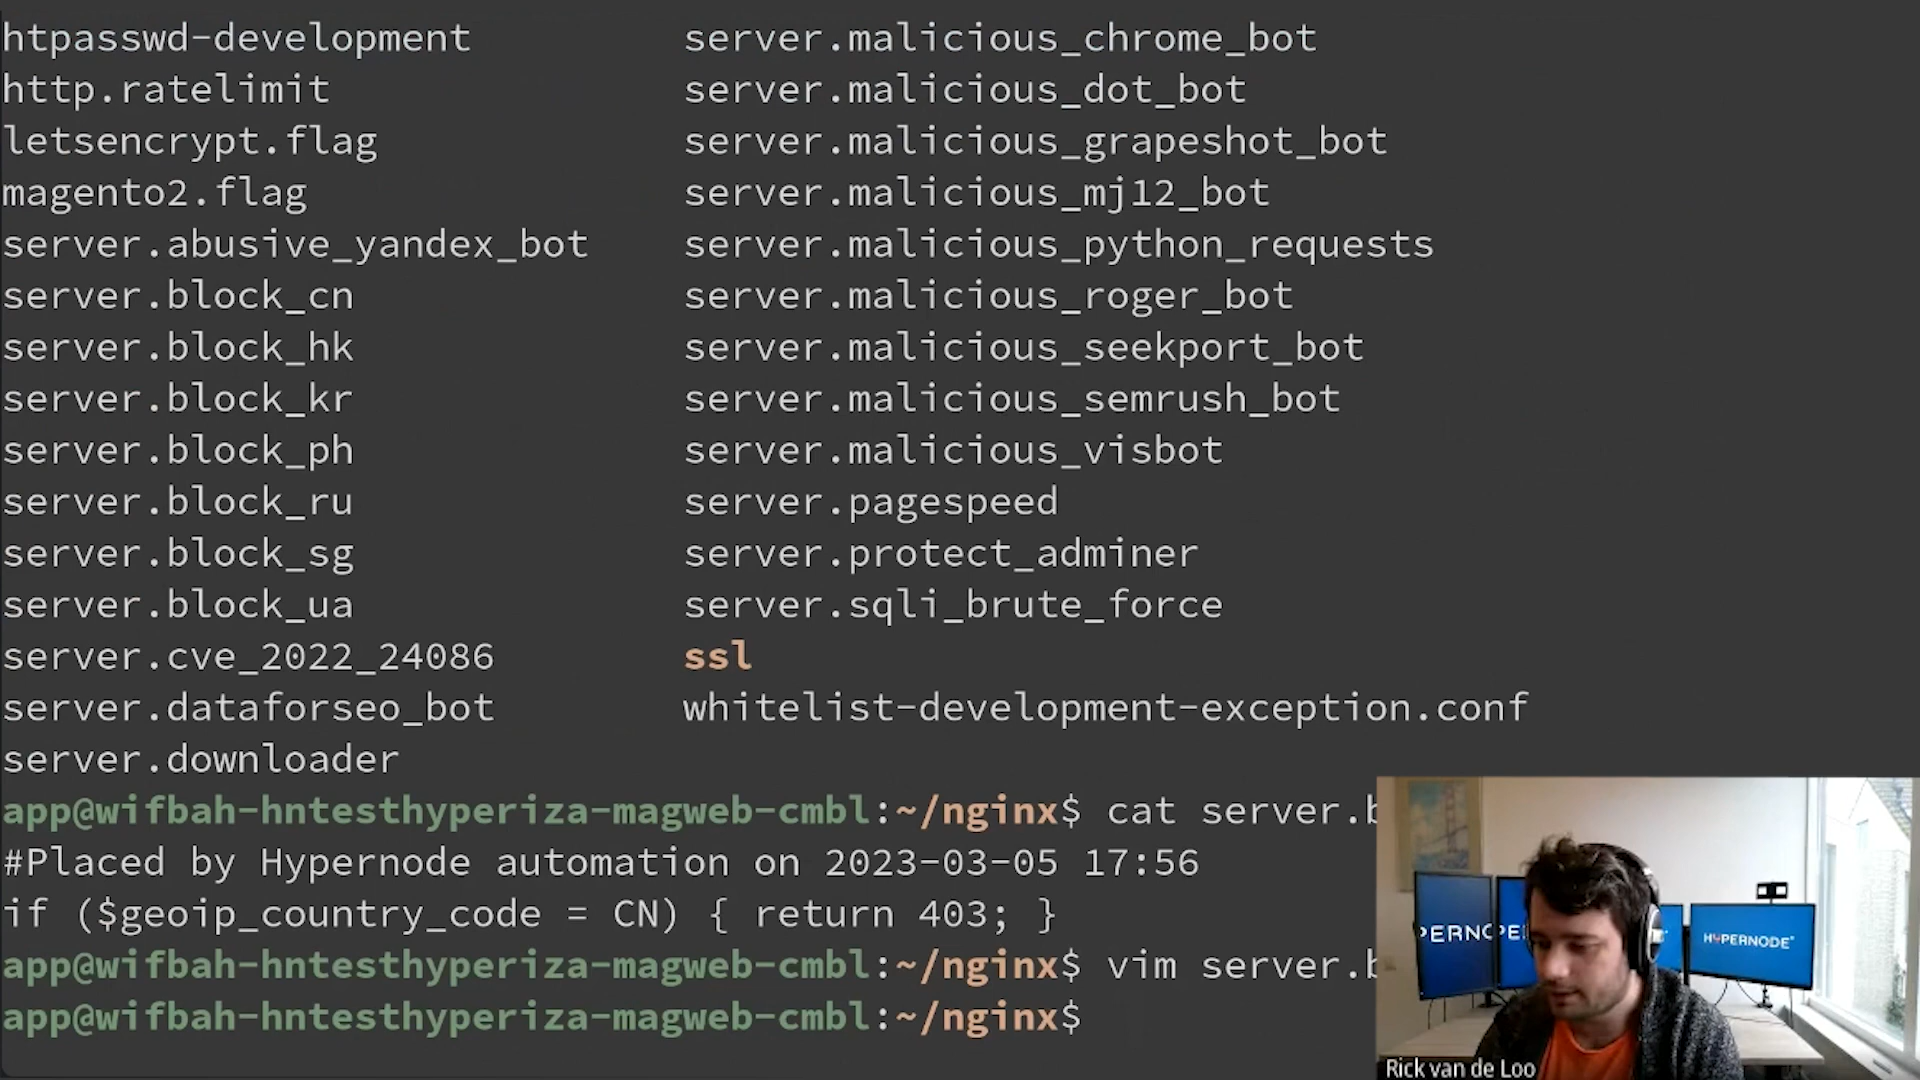 htpasswd-development server.malicious_chrome_bot
http.ratelimit server.malicious_dot_bot
letsencrypt.flag server.malicious_grapeshot_bot
magento2.flag server.malicious_mj12_bot
server.abusive_yandex_bot server.malicious_python_requests
server.block_cn server.malicious_roger_bot
server.block_hk server.malicious_seekport_bot
server.block_kr server.malicious_semrush_bot
server.block_ph server.malicious_visbot
server.block_ru server.pagespeed
server.block_sg server.protect_adminer
server.block_ua server.sqli_brute_force
server.cve_2022_24086 ssl
server.dataforseo_bot whitelist-development-exception.conf
server.downloader
app@wifbah-hntesthyperiza-magweb-cmbl:~/nginx$ cat server.b
#Placed by Hypernode automation on 2023-03-05 17:56
if ($geoip_country_code = CN) { return 403; }
app@wifbah-hntesthyperiza-magweb-cmbl:~/nginx$ vim server.b
app@wifbah-hntesthyperiza-magweb-cmbl:~/nginx$
HYPERNODE
Rick van de Loo